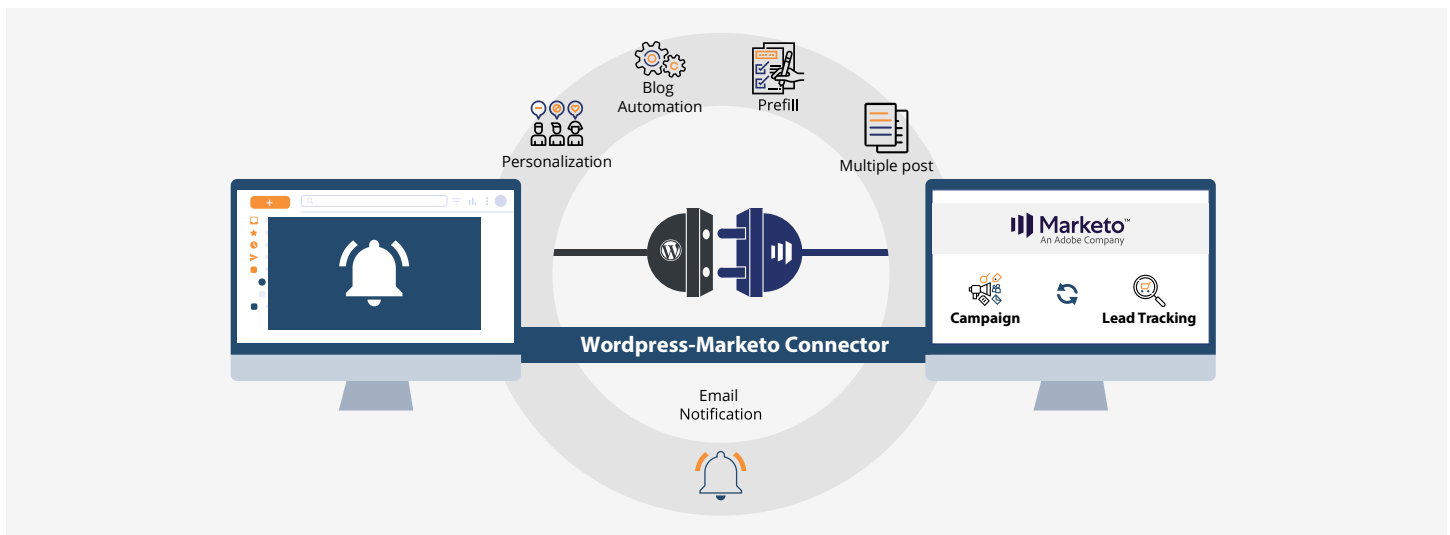 Blog
Automation
Prefill
Personalization
Multiple post
Marketo™
An Adobe Company
Campaign
Lead Tracking
Wordpress-Marketo Connector
Email
Notification